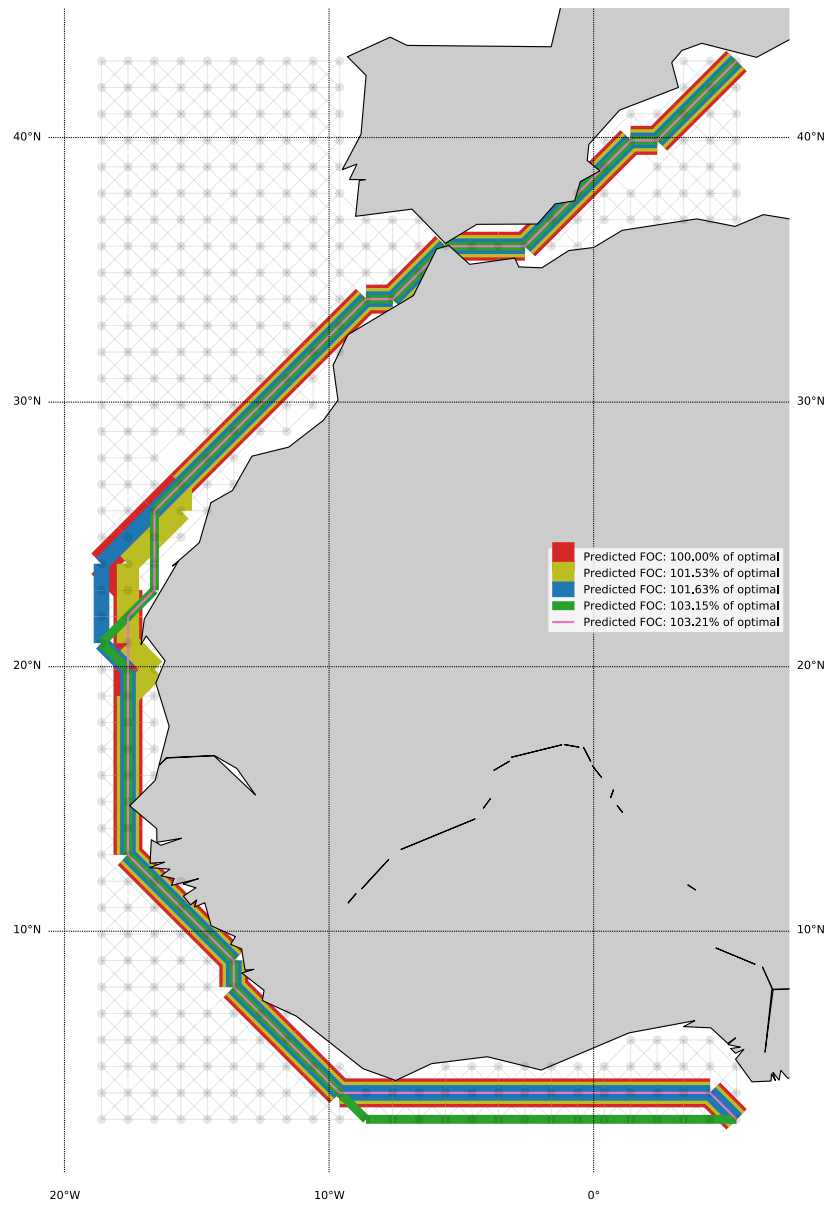 40°N
40°N
30°N
30°N
Predicted FOC: 100.00% of optimal
Predicted FOC: 101.53% of optimal
Predicted FOC: 101.63% of optimal
Predicted FOC: 103.15% of optimal
Predicted FOC: 103.21% of optimal
20°N
20°N
10°N
10°N
20°W
10°W
0°